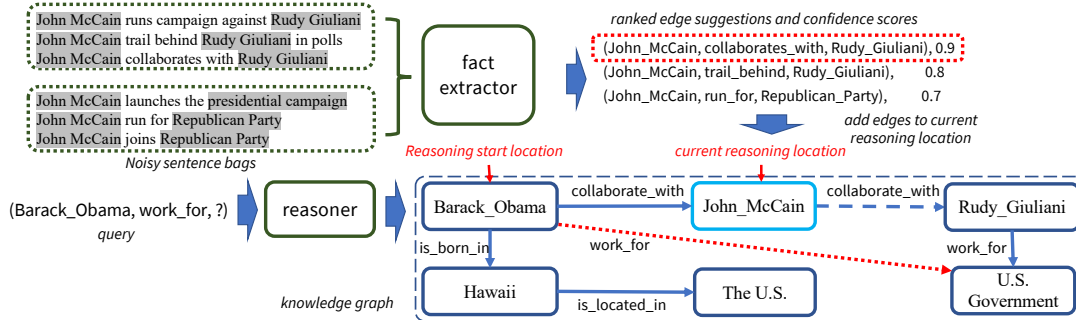 John McCain runs campaign against Rudy Giuliani
John McCain trail behind Rudy Giuliani in polls
John McCain collaborates with Rudy Giuliani
John McCain launches the presidential campaign
John McCain run for Republican Party
John McCain joins Republican Party
Noisy sentence bags
fact
extractor
ranked edge suggestions and confidence scores
(John_McCain, collaborates_with, Rudy_Giuliani), 0.9
(John_McCain, trail_behind, Rudy_Giuliani), 0.8
(John_McCain, run_for, Republican_Party), 0.7
add edges to current
reasoning location
Reasoning start location
current reasoning location
(Barack_Obama, work_for, ?)
query
reasoner
Barack_Obama
collaborate_with
John_McCain
collaborate_with
Rudy_Giuliani
is_born_in
work_for
work_for
Hawaii
is_located_in
The U.S.
U.S.
Government
knowledge graph